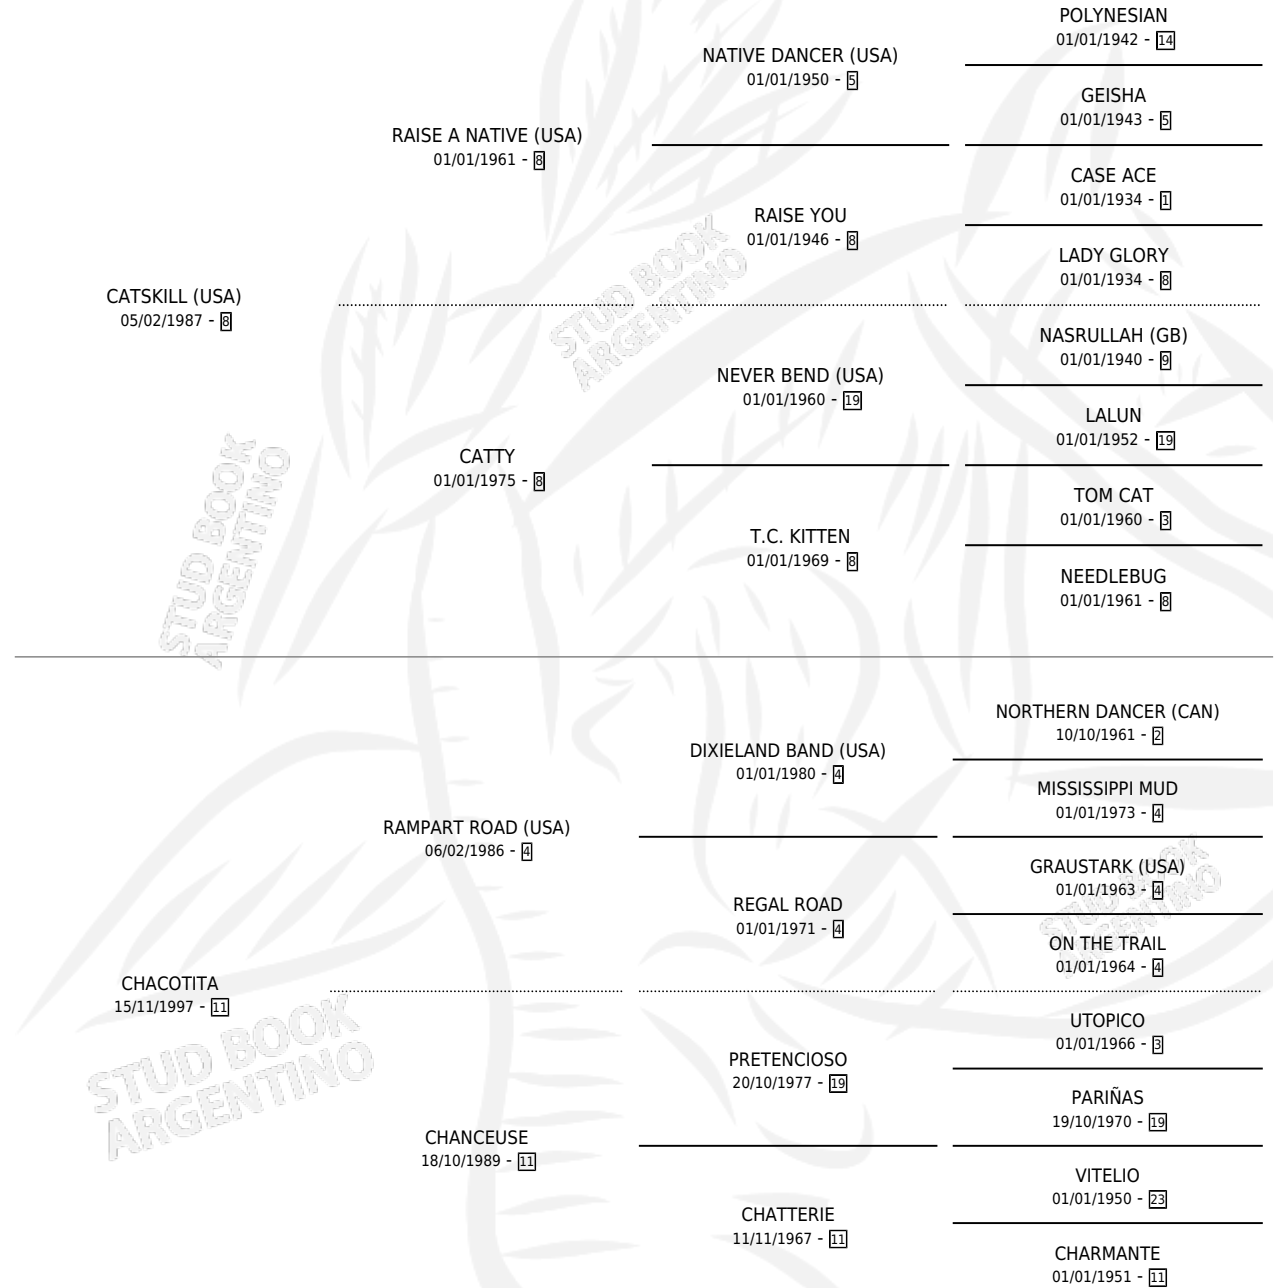 POLYNESIAN
01/01/1942 - 14
NATIVE DANCER (USA)
01/01/1950 - 5
GEISHA
01/01/1943 - 5
RAISE A NATIVE (USA)
01/01/1961 - 8
CASE ACE
01/01/1934 - 1
RAISE YOU
01/01/1946 - 8
LADY GLORY
01/01/1934 - 8
CATSKILL (USA)
05/02/1987 - 8
STUD BOOK
ARGENTINO
NASRULLAH (GB)
01/01/1940 - 9
NEVER BEND (USA)
01/01/1960 - 19
LALUN
01/01/1952 - 19
CATTY
01/01/1975 - 8
TOM CAT
01/01/1960 - 3
T.C. KITTEN
01/01/1969 - 8
NEEDLEBUG
01/01/1961 - 8
STUD BOOK
ARGENTINO
NORTHERN DANCER (CAN)
10/10/1961 - 2
DIXIELAND BAND (USA)
01/01/1980 - 4
MISSISSIPPI MUD
01/01/1973 - 4
RAMPART ROAD (USA)
06/02/1986 - 4
GRAUSTARK (USA)
01/01/1963 - 4
REGAL ROAD
01/01/1971 - 4
ON THE TRAIL
01/01/1964 - 4
STUD BOOK
ARGENTINO
CHACOTITA
15/11/1997 - 11
STUD BOOK
ARGENTINO
UTOPICO
01/01/1966 - 3
PRETENCIOSO
20/10/1977 - 19
PARIÑAS
19/10/1970 - 19
CHANCEUSE
18/10/1989 - 11
VITELIO
01/01/1950 - 23
CHATTERIE
11/11/1967 - 11
CHARMANTE
01/01/1951 - 11